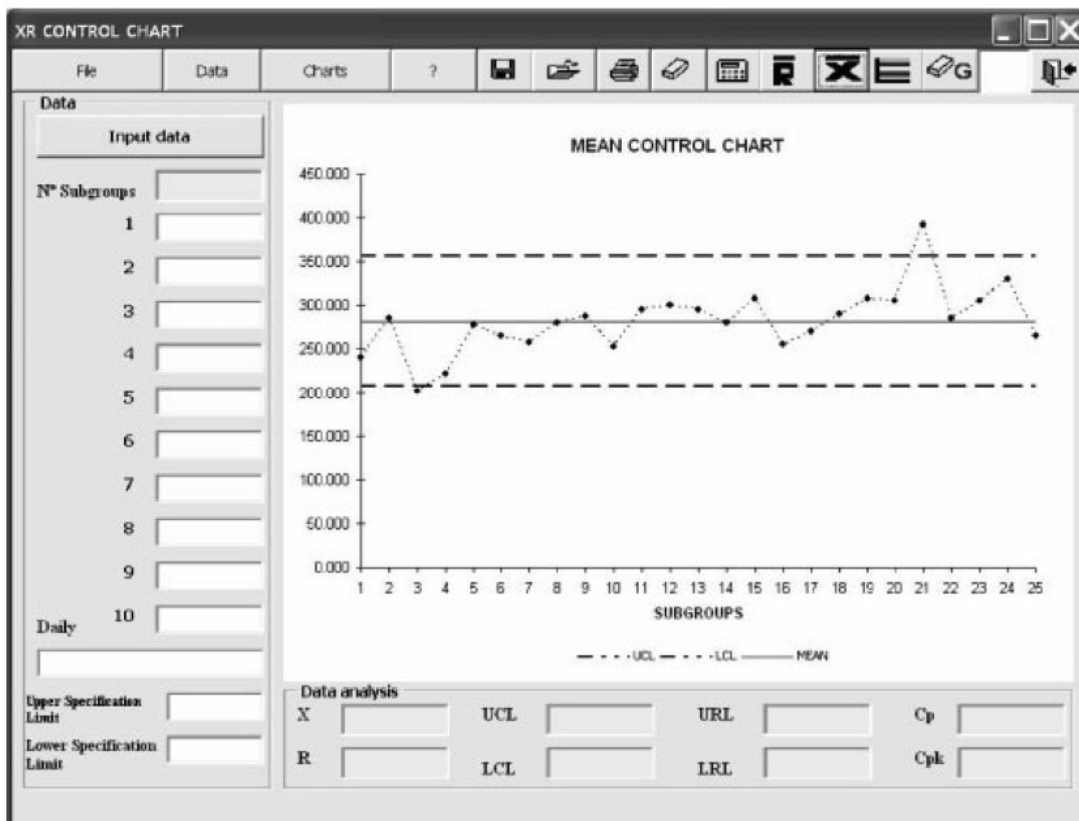 XR CONTROL CHART
File Data Charts ? R X G
Data
Input data
Nº Subgroups
1
2
3
4
5
6
7
8
9
10
Daily
Upper Specification
Limit
Lower Specification
Limit
MEAN CONTROL CHART
450.000
400.000
350.000
300.000
250.000
200.000
150.000
100.000
50.000
0.000
1 2 3 4 5 6 7 8 9 10 11 12 13 14 15 16 17 18 19 20 21 22 23 24 25
SUBGROUPS
UCL LCL MEAN
Data analysis
X UCL URL Cp
R LCL LRL Cpk